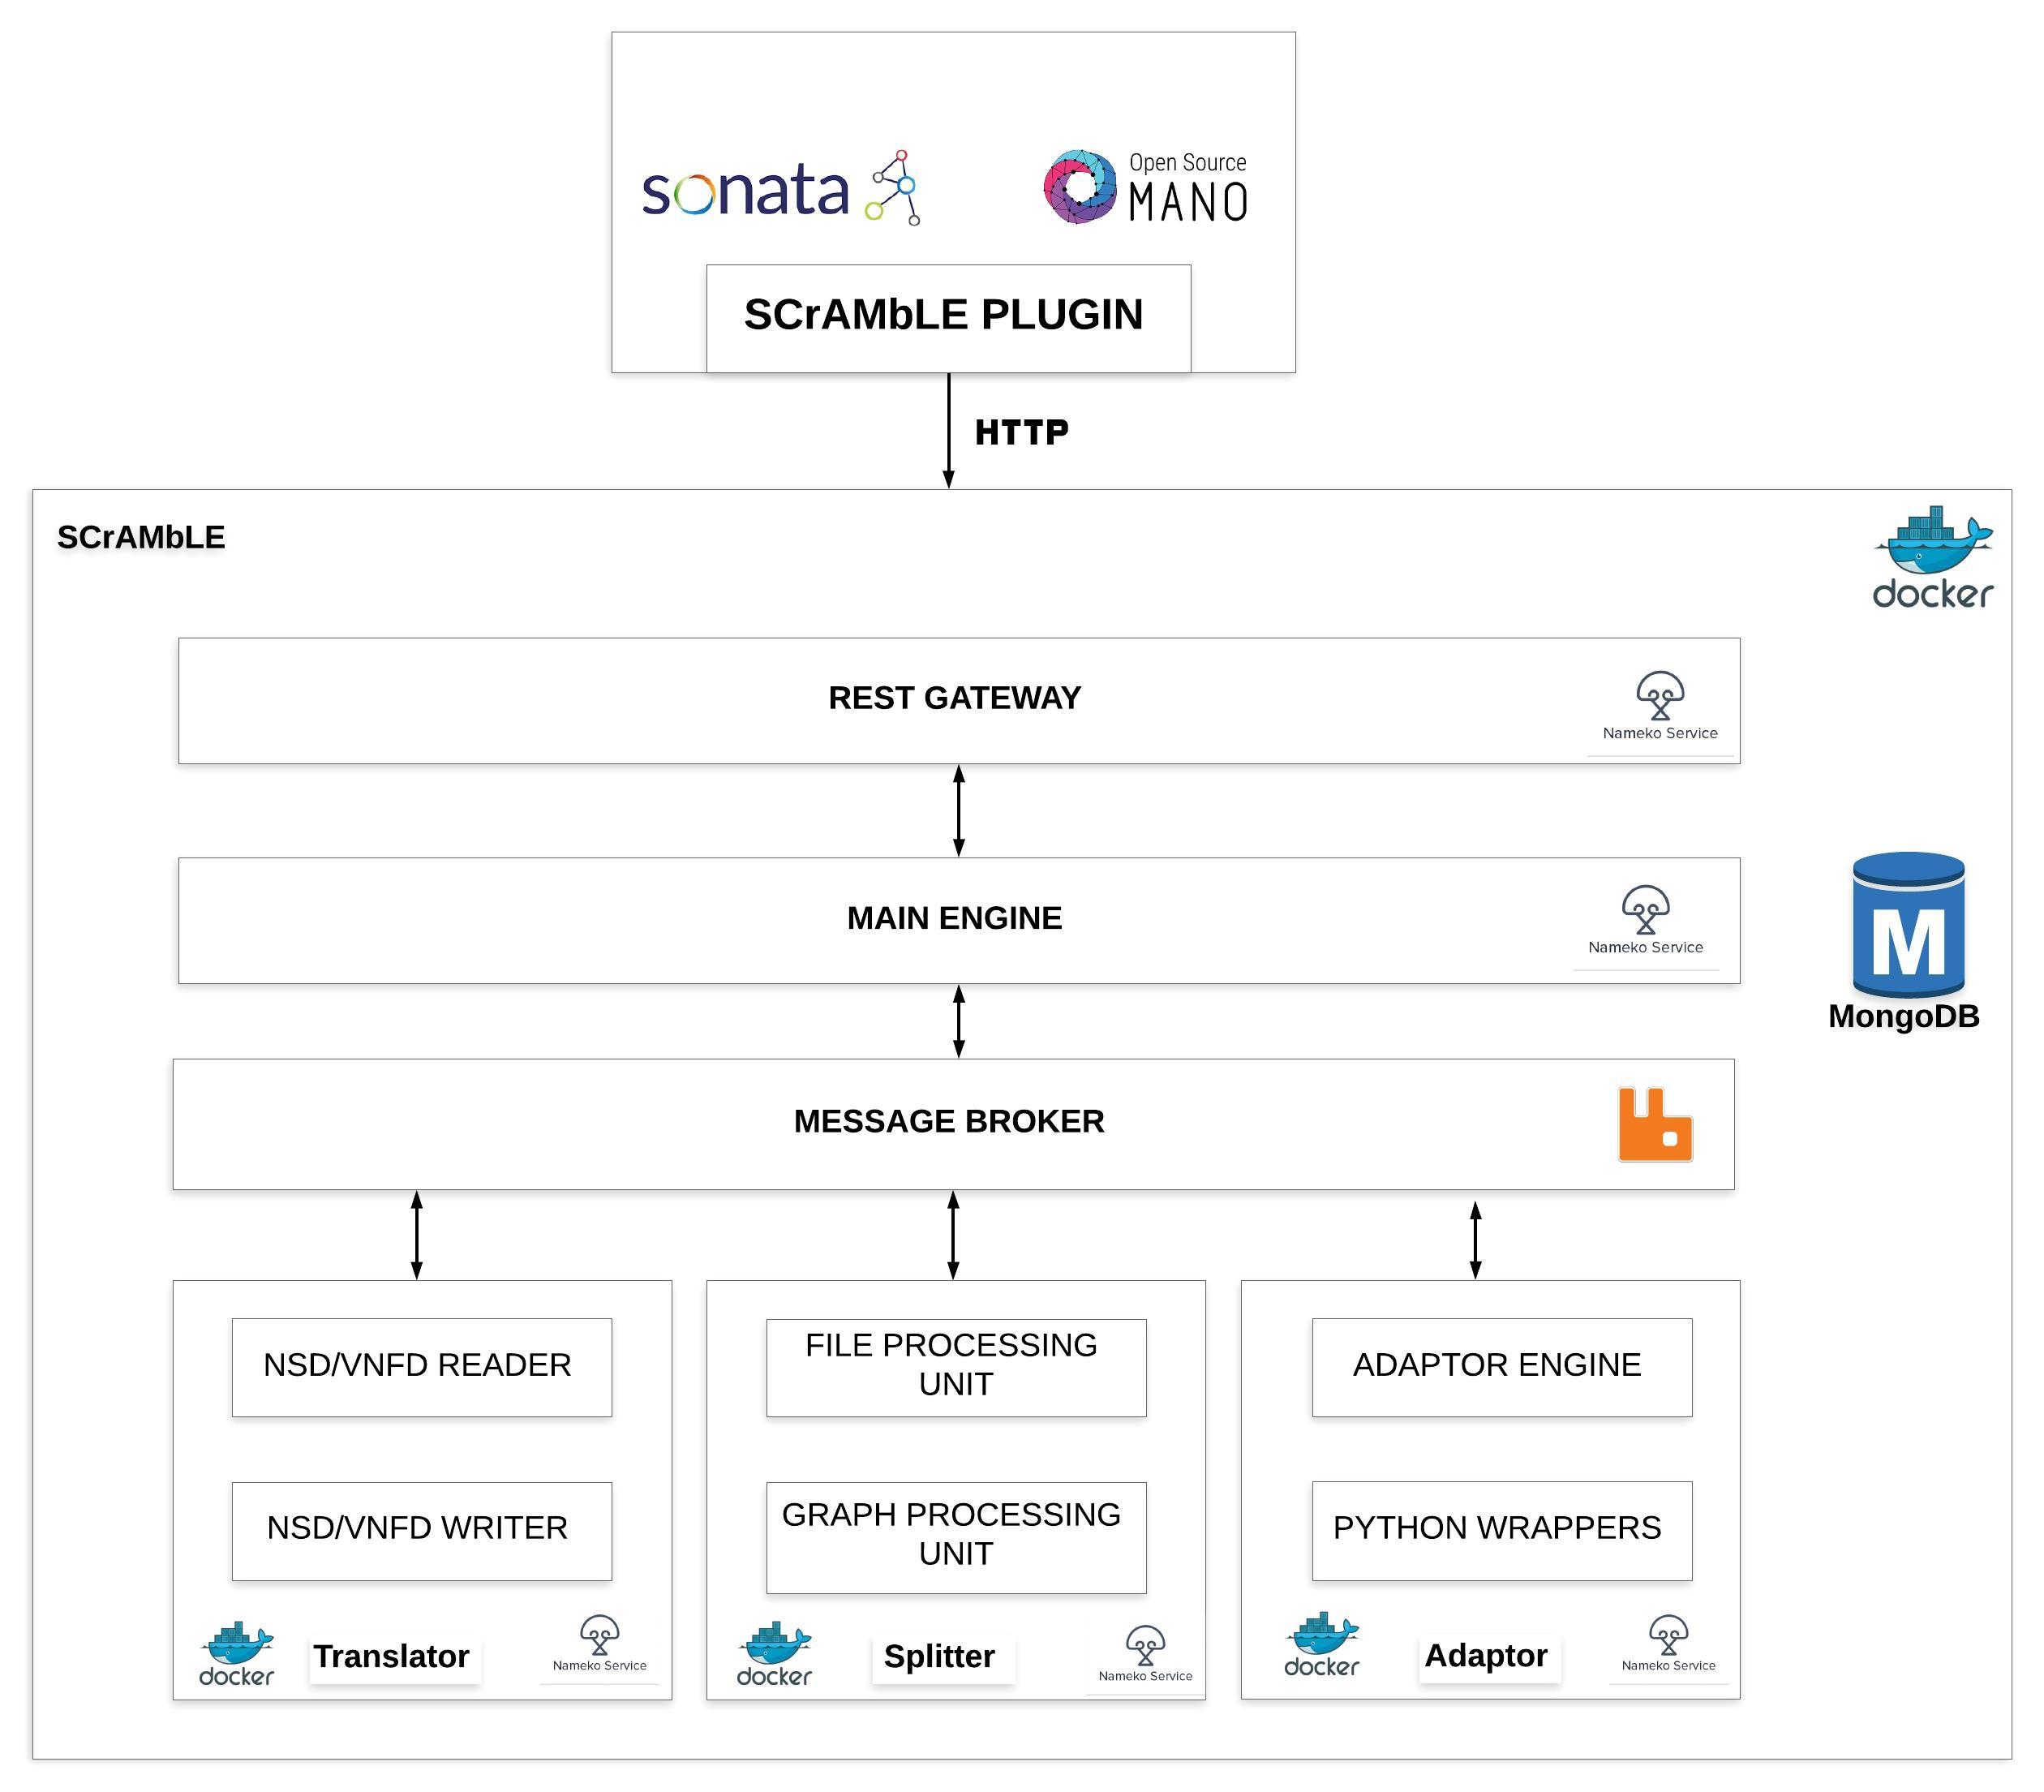 sonata
Open Source
MANO
SCrAMbLE PLUGIN
HTTP
SCrAMbLE
docker
REST GATEWAY
Nameko Service
MAIN ENGINE
Nameko Service
M
MongoDB
MESSAGE BROKER
NSD/VNFD READER
NSD/VNFD WRITER
docker
Translator
Nameko Service
FILE PROCESSING
UNIT
GRAPH PROCESSING
UNIT
docker
Splitter
Nameko Service
ADAPTOR ENGINE
PYTHON WRAPPERS
docker
Adaptor
Nameko Service